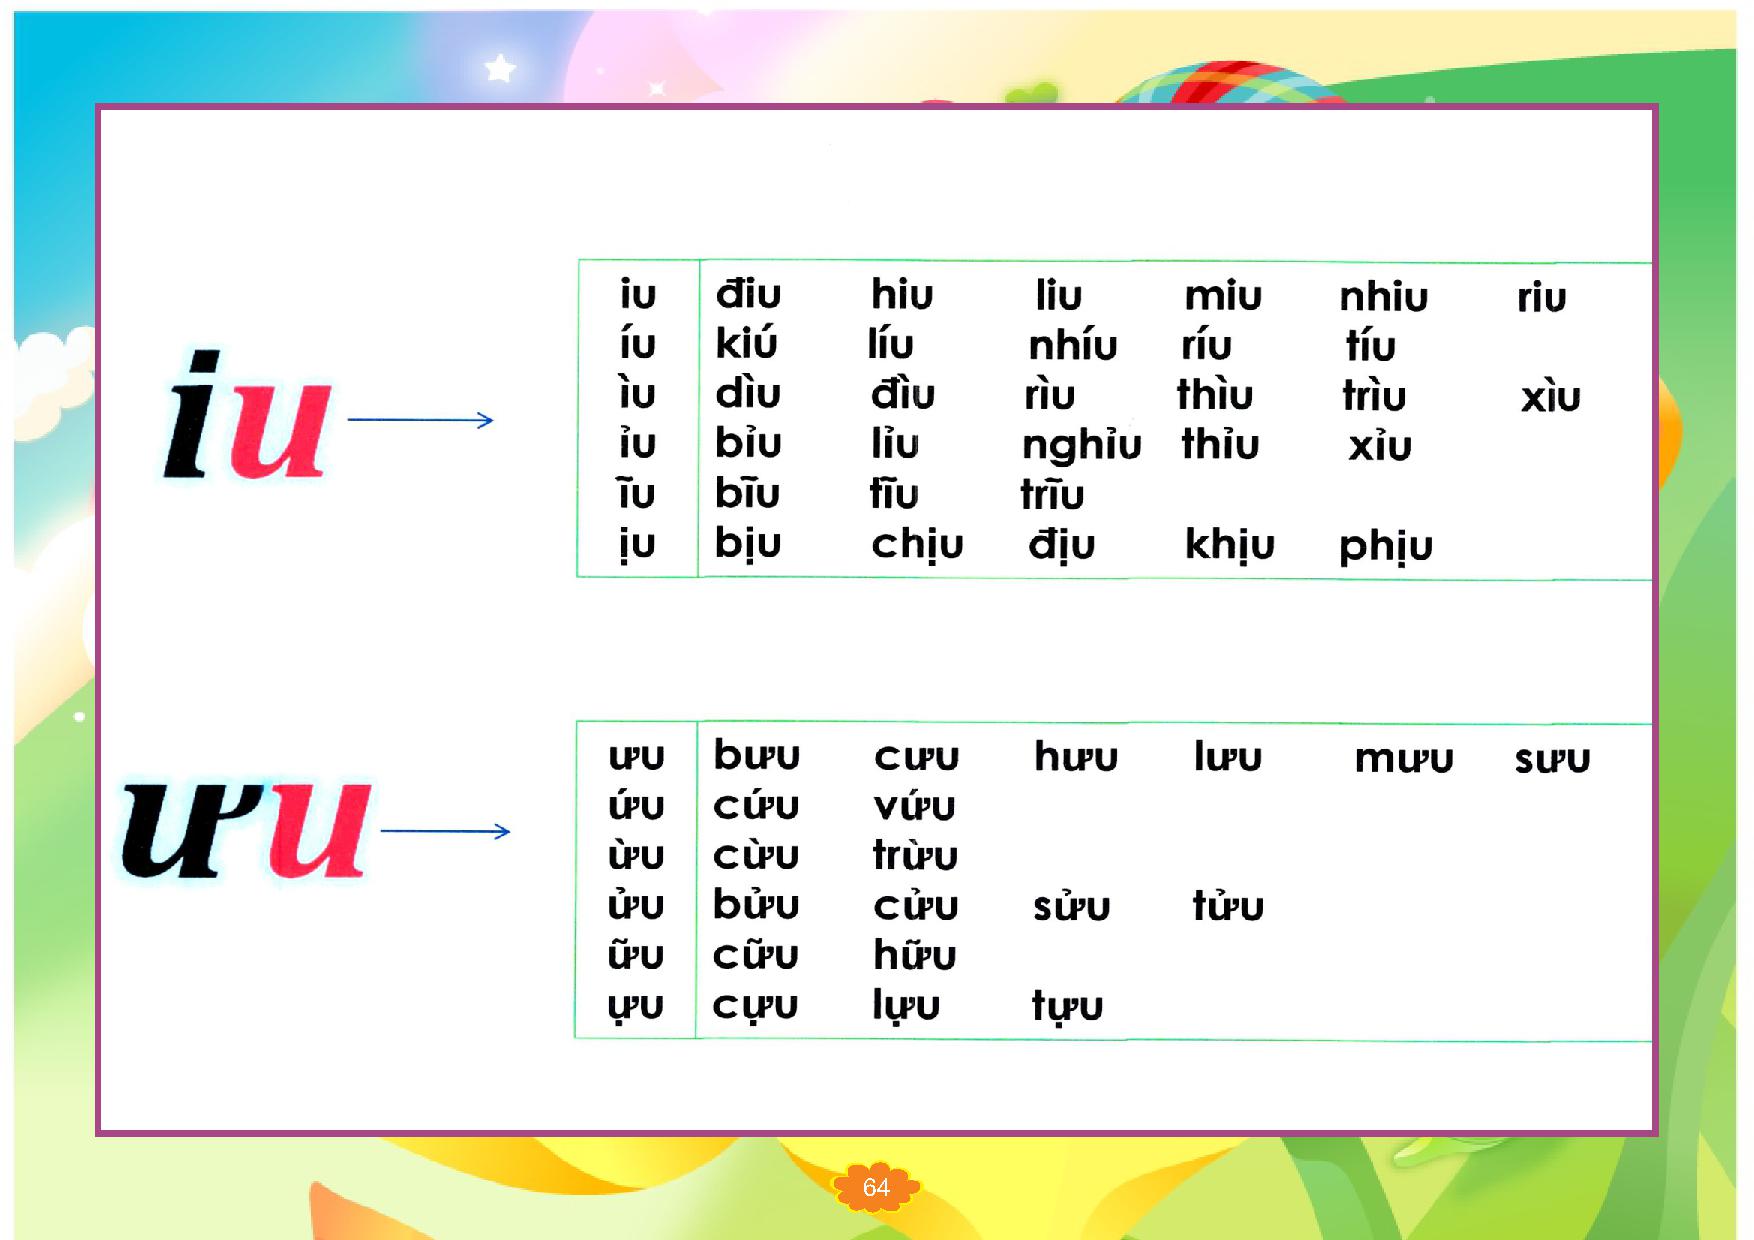 iu
iu điu hiu liu miu nhiu riu
íu kiú líu nhíu ríu tíu
ìu dìu đìu rìu thìu trìu xìu
ỉu bỉu lỉu nghỉu thỉu xỉu
ĩu bĩu tĩu trĩu
ịu bịu chịu địu khịu phịu
ưu
ưu bưu cưu hưu lưu mưu sưu
ứu cứu vứu
ừu cừu trừu
ửu bửu cửu sửu tửu
ữu cữu hữu
ựu cựu lựu tựu
64